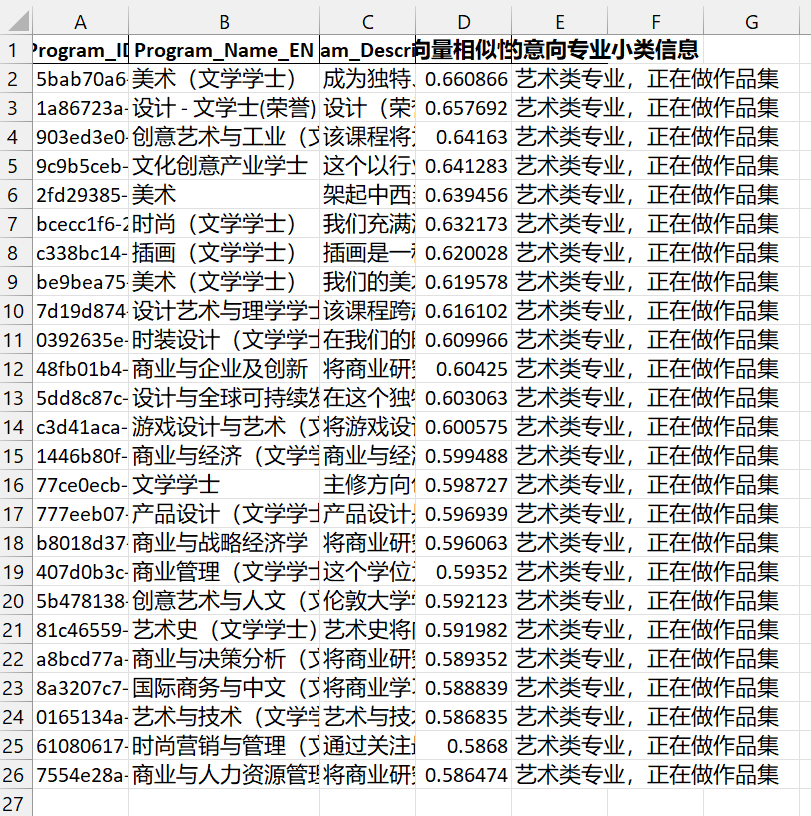 A B C D E F G
1 Program_ID Program_Name_EN am_Descri 向量相似性 的意向专业小类信息
2 5bab70a6- 美术（文学学士） 成为独特、 0.660866 艺术类专业，正在做作品集
3 1a86723a- 设计 - 文学士(荣誉) 设计（荣 0.657692 艺术类专业，正在做作品集
4 903ed3e0- 创意艺术与工业（文 该课程将 0.64163 艺术类专业，正在做作品集
5 9c9b5ceb- 文化创意产业学士 这个以行 0.641283 艺术类专业，正在做作品集
6 2fd29385- 美术 架起中西 0.639456 艺术类专业，正在做作品集
7 bcecc1f6-2 时尚（文学学士） 我们充满 0.632173 艺术类专业，正在做作品集
8 c338bc14- 插画（文学学士） 插画是一 0.620028 艺术类专业，正在做作品集
9 be9bea75- 美术（文学学士） 我们的美 0.619578 艺术类专业，正在做作品集
10 7d19d874- 设计艺术与理学学士 该课程跨 0.616102 艺术类专业，正在做作品集
11 0392635e- 时装设计（文学学士 在我们的 0.609966 艺术类专业，正在做作品集
12 48fb01b4- 商业与企业及创新 将商业研 0.60425 艺术类专业，正在做作品集
13 5dd8c87c- 设计与全球可持续发 在这个独 0.603063 艺术类专业，正在做作品集
14 c3d41aca- 游戏设计与艺术（文 将游戏设 0.600575 艺术类专业，正在做作品集
15 1446b80f- 商业与经济（文学学 商业与经 0.599488 艺术类专业，正在做作品集
16 77ce0ecb- 文学学士 主修方向 0.598727 艺术类专业，正在做作品集
17 777eeb07- 产品设计（文学学士 产品设计 0.596939 艺术类专业，正在做作品集
18 b8018d37- 商业与战略经济学 将商业研 0.596063 艺术类专业，正在做作品集
19 407d0b3c- 商业管理（文学学士 这个学位 0.59352 艺术类专业，正在做作品集
20 5b478138- 创意艺术与人文（文 伦敦大学 0.592123 艺术类专业，正在做作品集
21 81c46559- 艺术史（文学学士） 艺术史将 0.591982 艺术类专业，正在做作品集
22 a8bcd77a- 商业与决策分析（文 将商业研 0.589352 艺术类专业，正在做作品集
23 8a3207c7- 国际商务与中文（文 将商业学 0.588839 艺术类专业，正在做作品集
24 0165134a- 艺术与技术（文学学 艺术与技 0.586835 艺术类专业，正在做作品集
25 61080617- 时尚营销与管理（文 通过关注 0.5868 艺术类专业，正在做作品集
26 7554e28a- 商业与人力资源管理 将商业研 0.586474 艺术类专业，正在做作品集
27